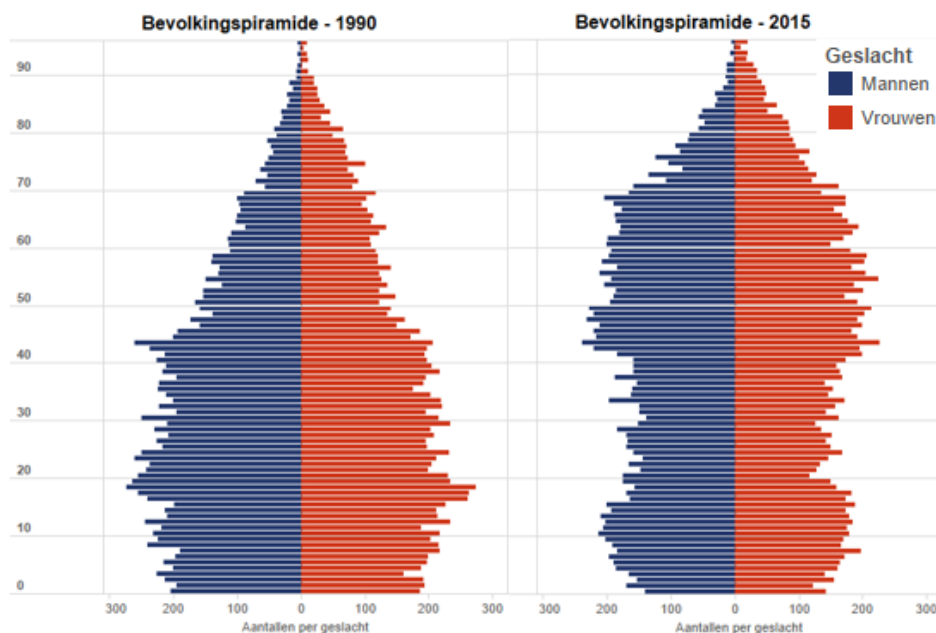 Bevolkingspiramide - 1990
Bevolkingspiramide - 2015
Geslacht
Mannen
Vrouwen
90
80
70
60
50
40
30
20
10
0
300 200 100 0 100 200 300
300 200 100 0 100 200 300
Aantallen per geslacht
Aantallen per geslacht